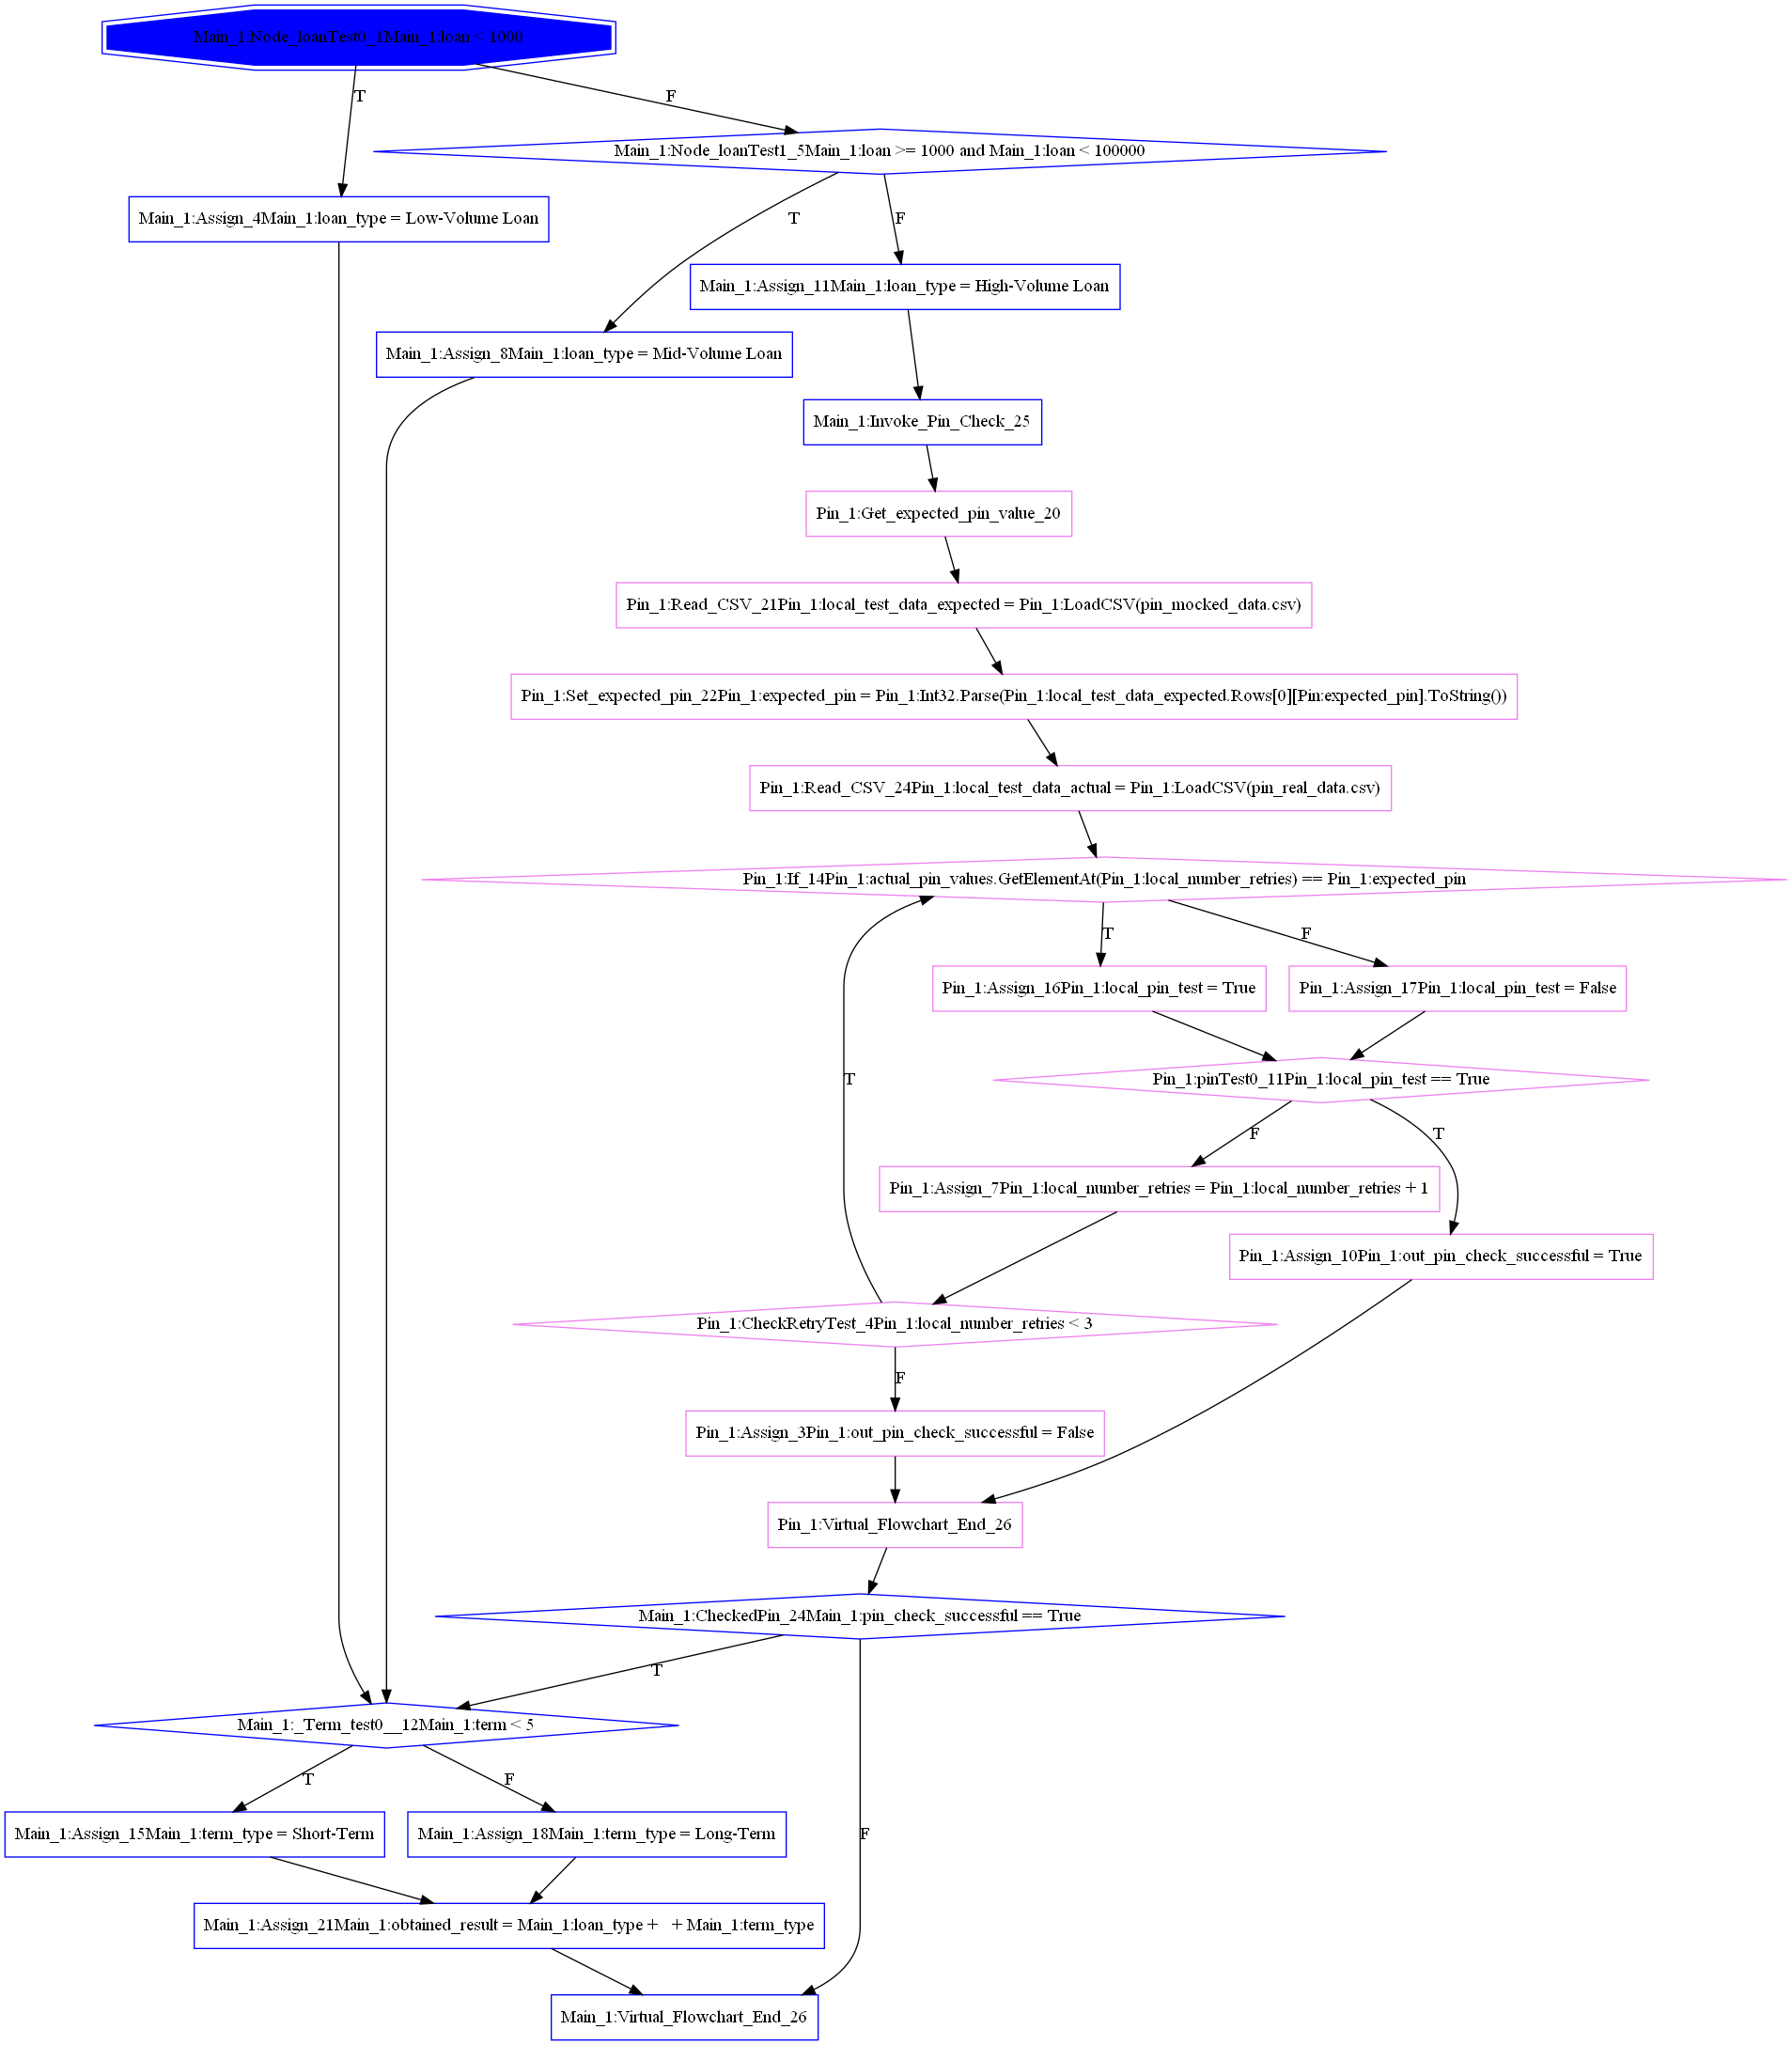 Main_1:Node_loanTest0_1Main_1:loan < 1000
T
F
Main_1:Node_loanTest1_5Main_1:loan >= 1000 and Main_1:loan < 100000
Main_1:Assign_4Main_1:loan_type = Low-Volume Loan
T
F
Main_1:Assign_11Main_1:loan_type = High-Volume Loan
Main_1:Assign_8Main_1:loan_type = Mid-Volume Loan
Main_1:Invoke_Pin_Check_25
Pin_1:Get_expected_pin_value_20
Pin_1:Read_CSV_21Pin_1:local_test_data_expected = Pin_1:LoadCSV(pin_mocked_data.csv)
Pin_1:Set_expected_pin_22Pin_1:expected_pin = Pin_1:Int32.Parse(Pin_1:local_test_data_expected.Rows[0][Pin:expected_pin].ToString())
Pin_1:Read_CSV_24Pin_1:local_test_data_actual = Pin_1:LoadCSV(pin_real_data.csv)
Pin_1:If_14Pin_1:actual_pin_values.GetElementAt(Pin_1:local_number_retries) == Pin_1:expected_pin
T
F
Pin_1:Assign_16Pin_1:local_pin_test = True
Pin_1:Assign_17Pin_1:local_pin_test = False
T
Pin_1:pinTest0_11Pin_1:local_pin_test == True
F
T
Pin_1:Assign_7Pin_1:local_number_retries = Pin_1:local_number_retries + 1
Pin_1:Assign_10Pin_1:out_pin_check_successful = True
Pin_1:CheckRetryTest_4Pin_1:local_number_retries < 3
F
Pin_1:Assign_3Pin_1:out_pin_check_successful = False
Pin_1:Virtual_Flowchart_End_26
Main_1:CheckedPin_24Main_1:pin_check_successful == True
T
Main_1:_Term_test0__12Main_1:term < 5
T
F
Main_1:Assign_15Main_1:term_type = Short-Term
Main_1:Assign_18Main_1:term_type = Long-Term
F
Main_1:Assign_21Main_1:obtained_result = Main_1:loan_type +   + Main_1:term_type
Main_1:Virtual_Flowchart_End_26